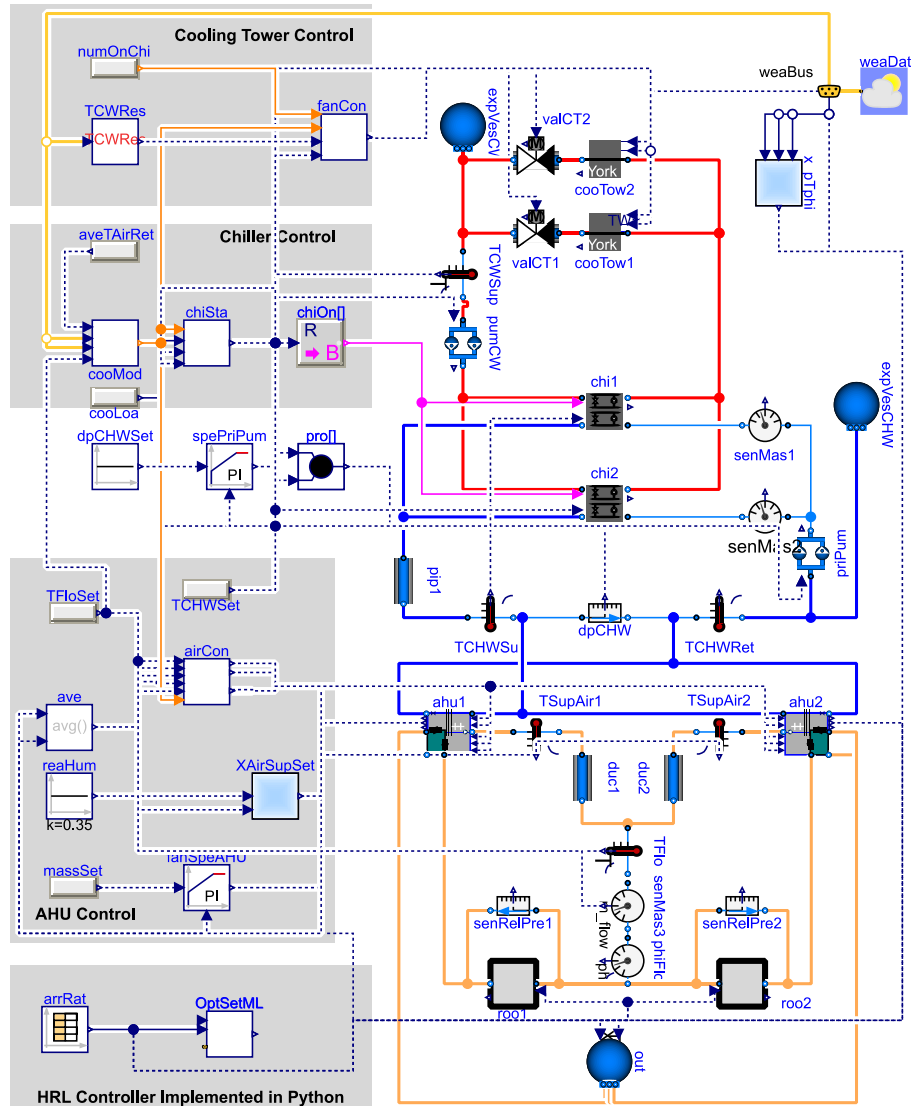 Cooling Tower Control
numOnChi
TCWRes
TCWRes
fanCon
expVesCW
valCT2
York
cooTow2
weaBus
weaDat
x_pTphi
Chiller Control
aveTAirRet
TCWSup
valCT1
York
cooTow1
M
M
TW
chiSta
chiOn[]
R
B
pumCW
cooMod
cooLoa
chi1
senMas1
expVesCHW
dpCHWSet
spePriPum
PI
pro[]
chi2
senMas2
priPum
pip1
TFloSet
TCHWSet
TCHWSu
dpCHW
TCHWRet
airCon
ave
avg()
ahu1
TSupAir1
TSupAir2
ahu2
reaHum
k=0.35
XAirSupSet
duc1
duc2
massSet
fanSpeAHU
PI
AHU Control
TFlo
senMas3
phiFlo
senRelPre1
senRelPre2
roo1
roo2
arrRat
OptSetML
out
HRL Controller Implemented in Python